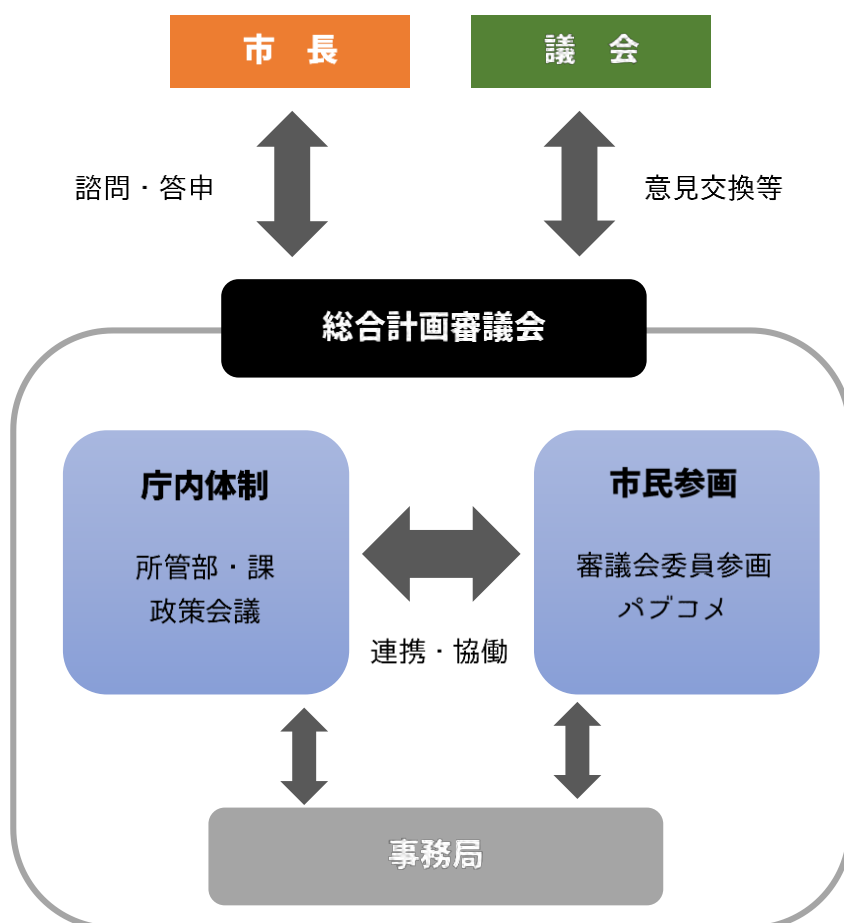 市　長
議　会
諮問・答申
意見交換等
総合計画審議会
庁内体制
所管部・課
政策会議
市民参画
審議会委員参画
パブコメ
連携・協働
事務局